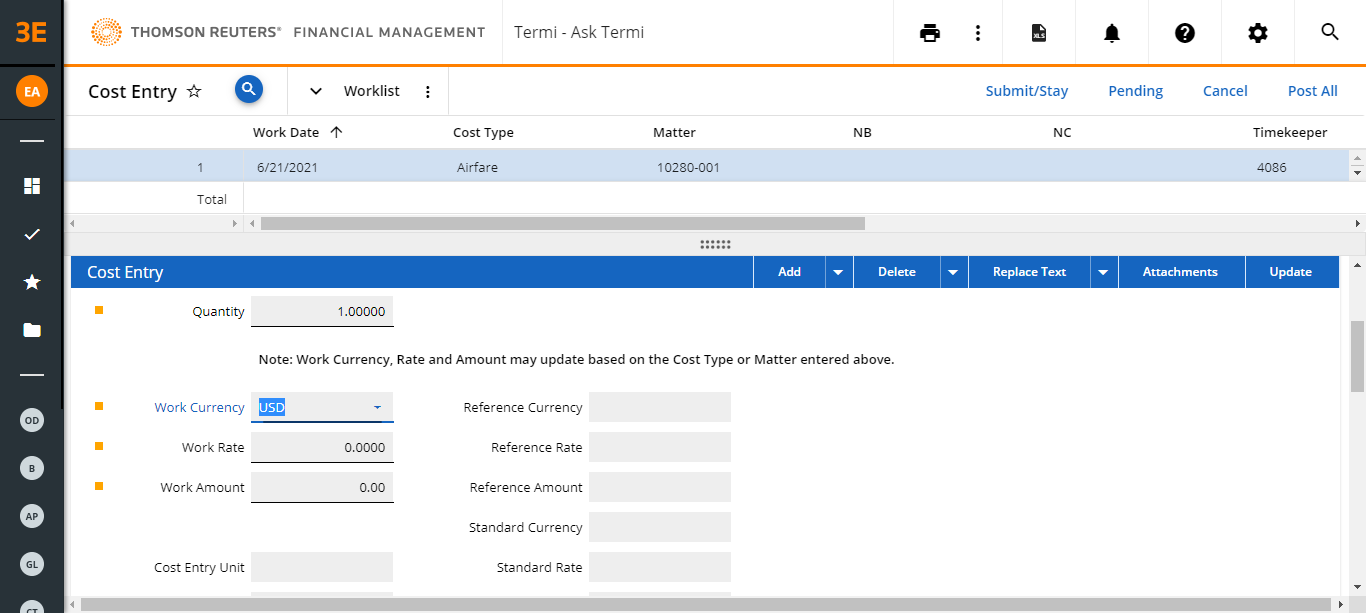 3E THOMSON REUTERS® FINANCIAL MANAGEMENT Termi - Ask Termi XLS
EA Cost Entry Worklist Submit/Stay Pending Cancel Post All
Work Date Cost Type Matter NB NC Timekeeper
1 6/21/2021 Airfare 10280-001 4086
Total
Cost Entry Add Delete Replace Text Attachments Update
Quantity 1.00000
Note: Work Currency, Rate and Amount may update based on the Cost Type or Matter entered above.
Work Currency USD Reference Currency
OD
Work Rate 0.0000 Reference Rate
B
Work Amount 0.00 Reference Amount
AP
Standard Currency
GL Cost Entry Unit Standard Rate
CT